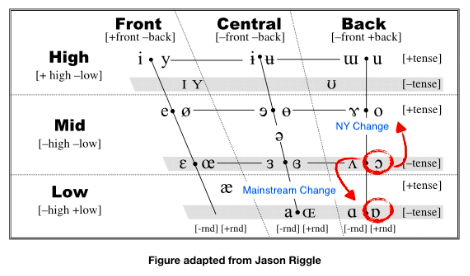 Front Central Back
[+front –back] [–front –back] [–front +back]
High i y ɨ ʉ ɯ u [+tense]
[+ high –low] I Y ʊ [–tense]
e ø ɘ ɵ ɤ o [+tense]
Mid NY Change
[–high –low] ə
ɛ œ ɜ ɞ ʌ ɔ [–tense]
Low æ Mainstream Change [+tense]
[–high +low] a Œ ɑ ɒ [–tense]
[-rnd] [+rnd] [-rnd] [+rnd] [-rnd] [+rnd]
Figure adapted from Jason Riggle